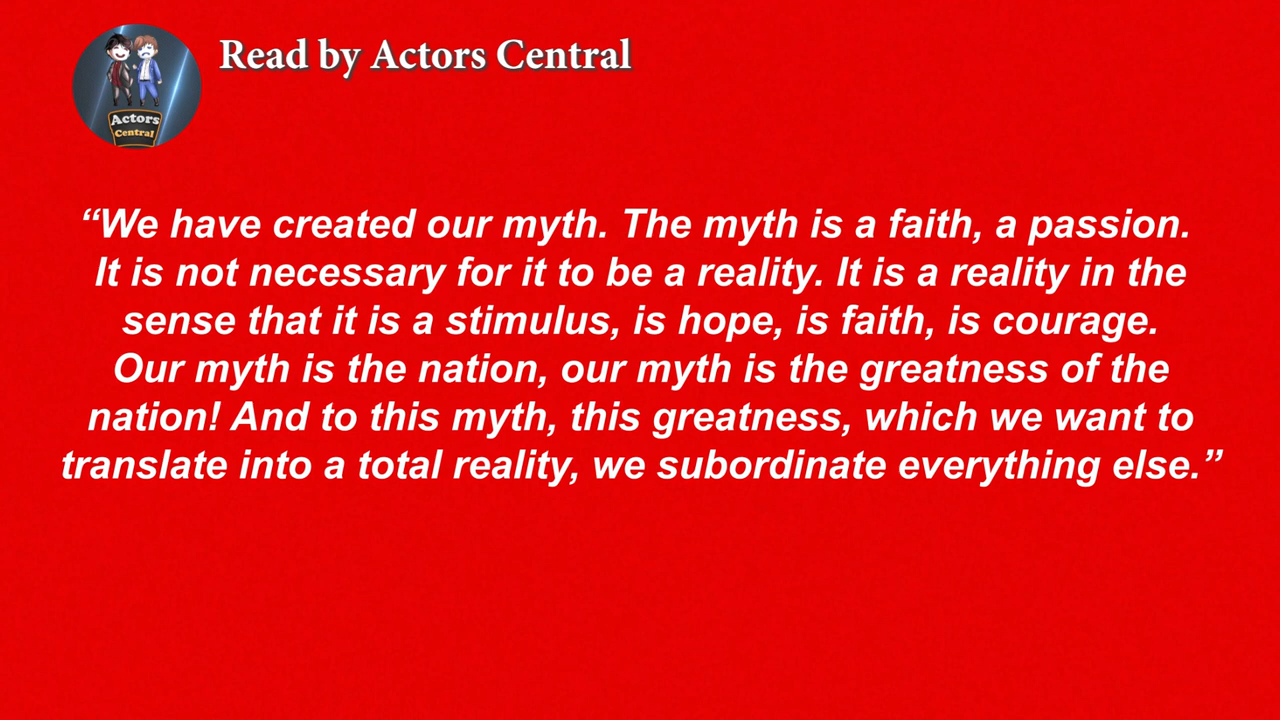 Read by Actors Central
Actors
Central
“We have created our myth. The myth is a faith, a passion.
It is not necessary for it to be a reality. It is a reality in the
sense that it is a stimulus, is hope, is faith, is courage.
Our myth is the nation, our myth is the greatness of the
nation! And to this myth, this greatness, which we want to
translate into a total reality, we subordinate everything else.”